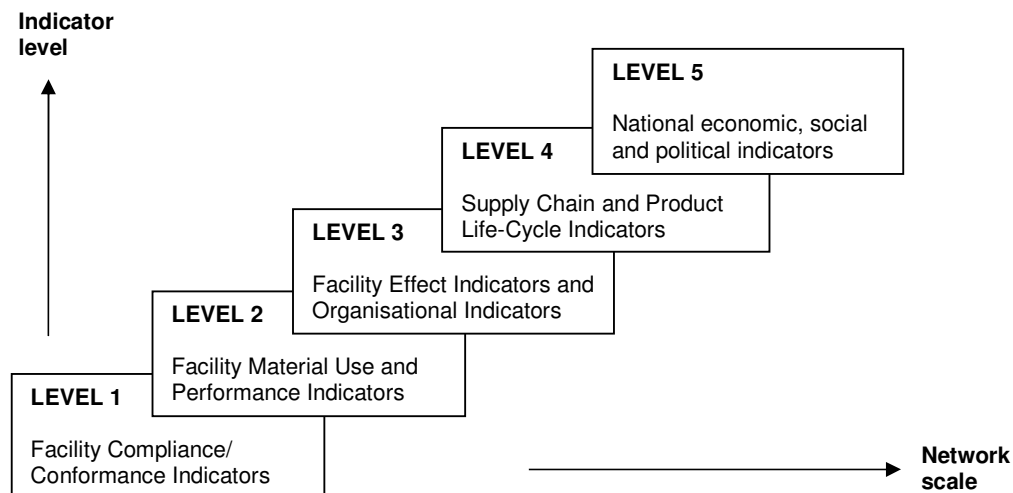 Indicator
level
LEVEL 5
National economic, social
and political indicators
LEVEL 4
Supply Chain and Product
Life-Cycle Indicators
LEVEL 3
Facility Effect Indicators and
Organisational Indicators
LEVEL 2
Facility Material Use and
Performance Indicators
LEVEL 1
Facility Compliance/
Conformance Indicators
Network
scale